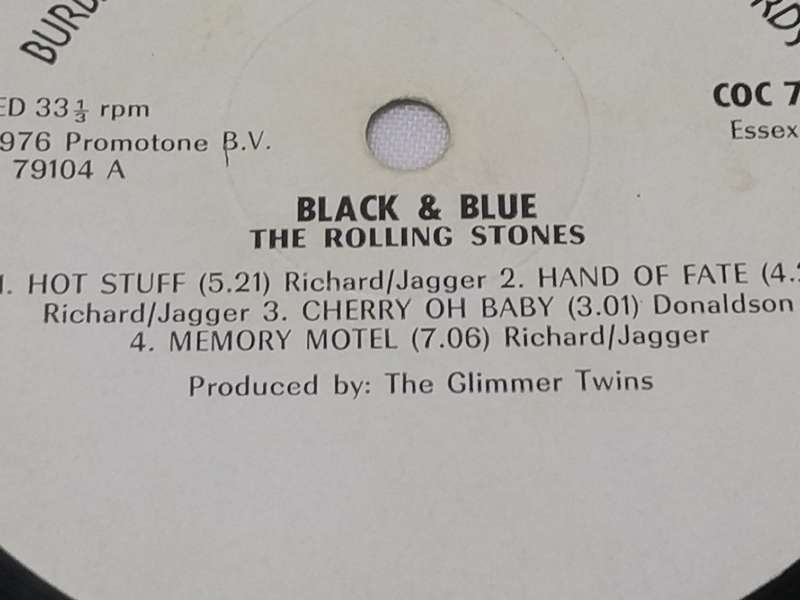 BURD
RDS
ED 33⅓ rpm
COC 7
976 Promotone B.V.
Essex
79104 A
BLACK & BLUE
THE ROLLING STONES
1. HOT STUFF (5.21) Richard/Jagger 2. HAND OF FATE (4.
Richard/Jagger 3. CHERRY OH BABY (3.01) Donaldson
4. MEMORY MOTEL (7.06) Richard/Jagger
Produced by: The Glimmer Twins